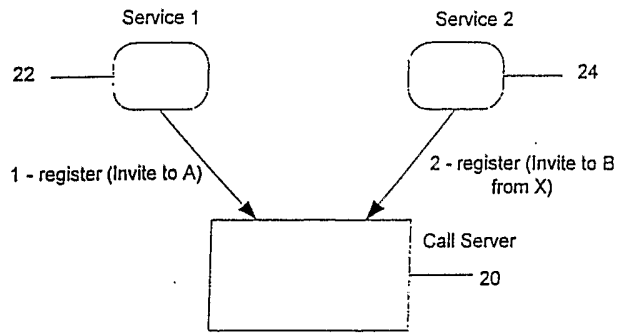 Service 1
Service 2
22
24
1 - register (Invite to A)
2 - register (Invite to B
from X)
Call Server
20